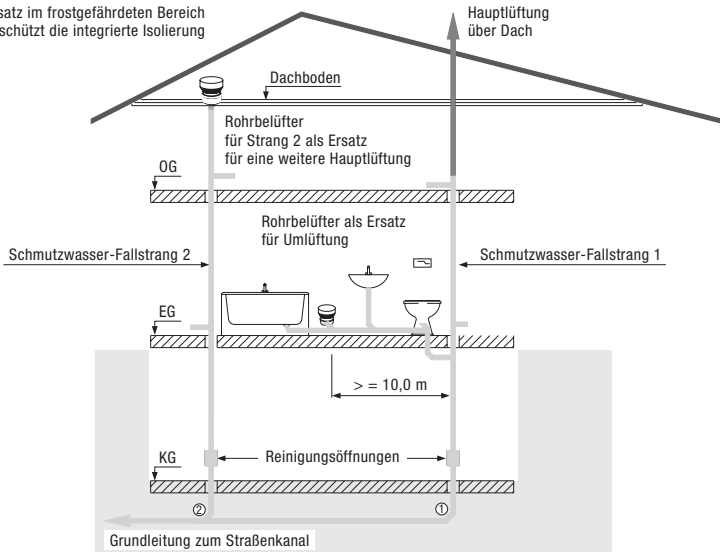 satz im frostgefährdeten Bereich
schützt die integrierte Isolierung
Hauptlüftung
über Dach
Dachboden
Rohrbelüfter
für Strang 2 als Ersatz
für eine weitere Hauptlüftung
OG
Rohrbelüfter als Ersatz
für Umlüftung
Schmutzwasser-Fallstrang 2
Schmutzwasser-Fallstrang 1
EG
> = 10,0 m
KG
Reinigungsöffnungen
②
①
Grundleitung zum Straßenkanal